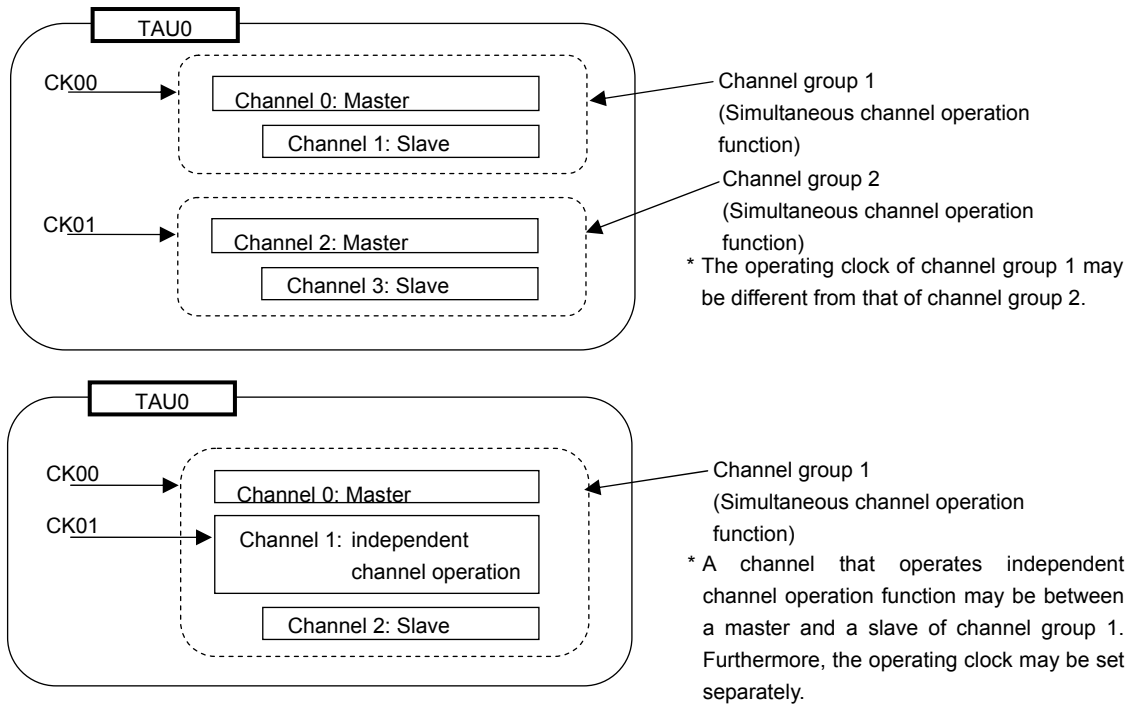 TAU0
CK00
Channel 0: Master
Channel 1: Slave
Channel group 1
(Simultaneous channel operation
function)
CK01
Channel 2: Master
Channel 3: Slave
Channel group 2
(Simultaneous channel operation
function)
* The operating clock of channel group 1 may
be different from that of channel group 2.
TAU0
CK00
Channel 0: Master
CK01
Channel 1: independent
channel operation
Channel 2: Slave
Channel group 1
(Simultaneous channel operation
function)
* A channel that operates independent
channel operation function may be between
a master and a slave of channel group 1.
Furthermore, the operating clock may be set
separately.